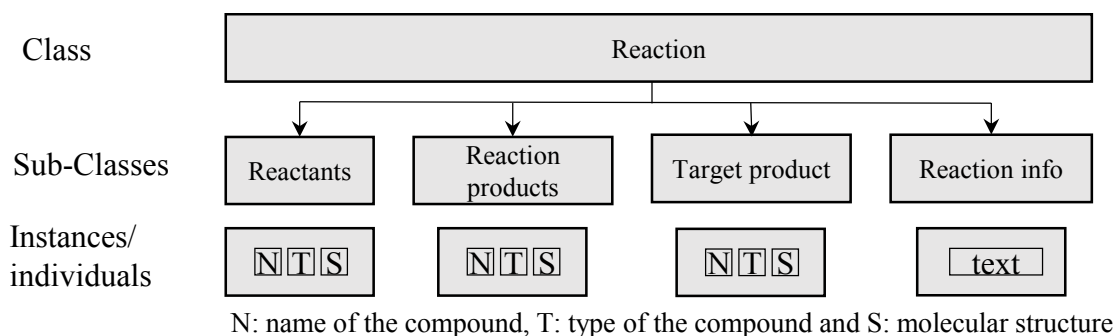 Class
Reaction
Sub-Classes
Reactants
Reaction
products
Target product
Reaction info
Instances/
individuals
N T S
N T S
N T S
text
N: name of the compound, T: type of the compound and S: molecular structure